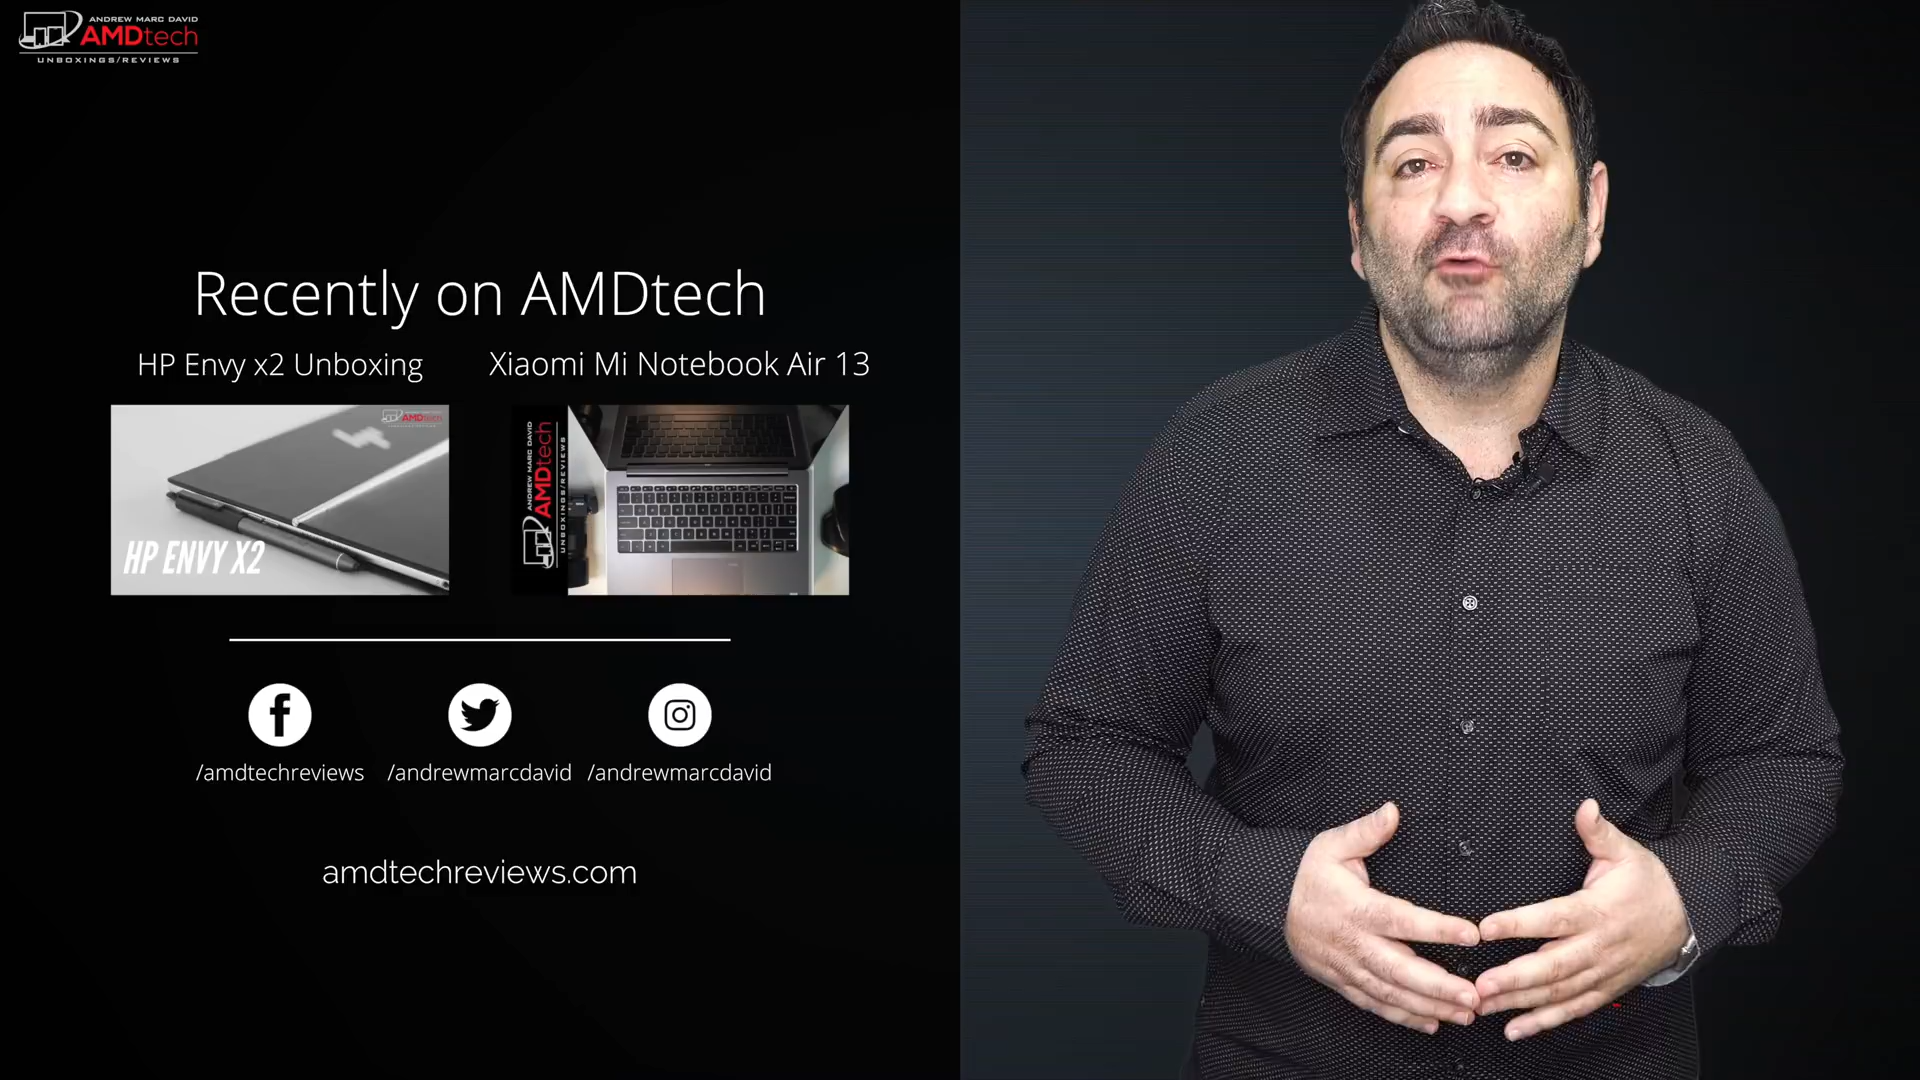 ANDREW MARC DAVID
AMDtech
UNBOXINGS/REVIEWS
Recently on AMDtech
HP Envy x2 Unboxing
Xiaomi Mi Notebook Air 13
AMDtech
HP ENVY X2
ANDREW MARC DAVID
AMDtech
UNBOXINGS/REVIEWS
/amdtechreviews
/andrewmarcdavid
/andrewmarcdavid
amdtechreviews.com